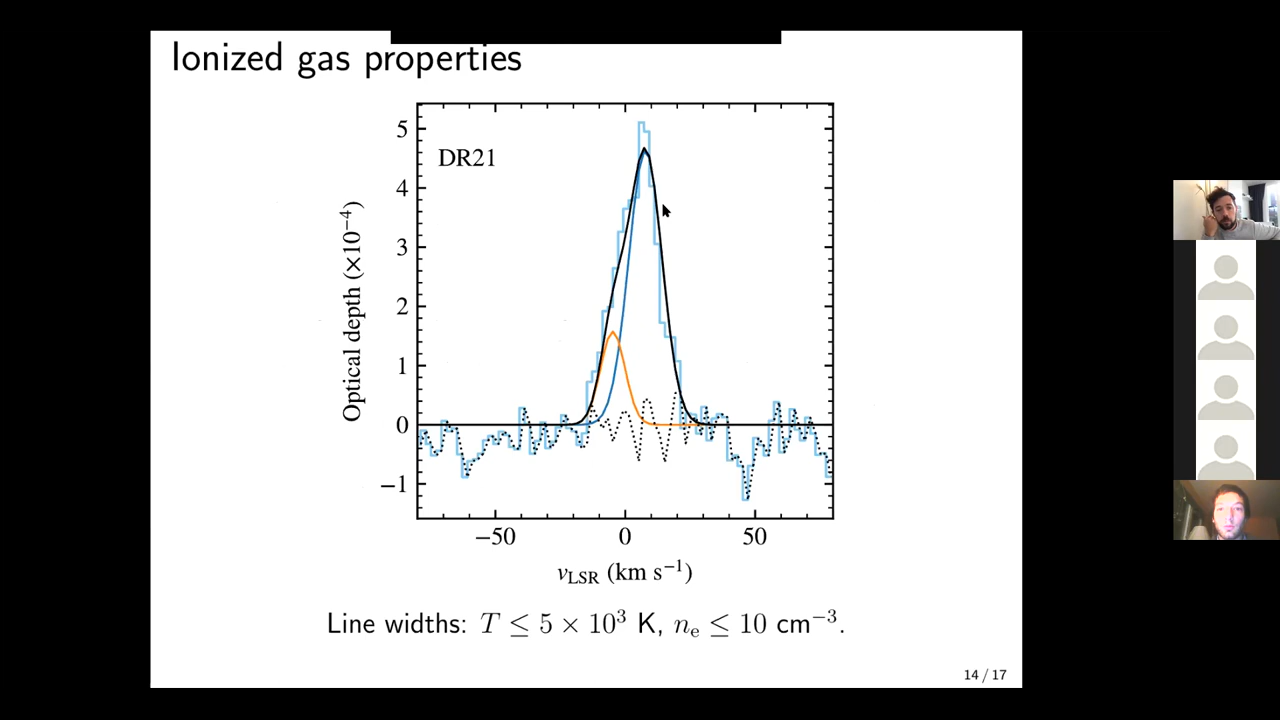 Ionized gas properties
DR21
5
4
3
2
1
0
−1
Optical depth (×10⁻⁴)
−50 0 50
v_LSR (km s⁻¹)
Line widths: T ≤ 5 × 10³ K, nₑ ≤ 10 cm⁻³.
14 / 17